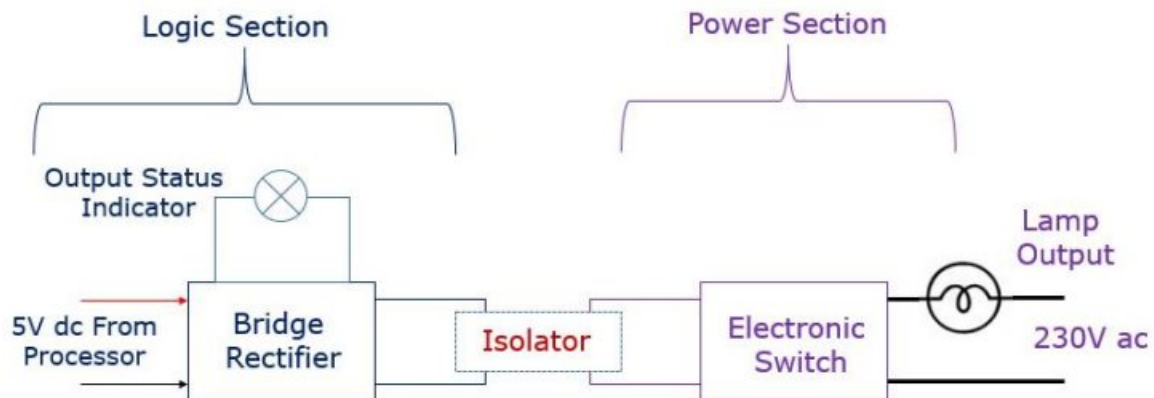 Logic Section
Power Section
Output Status
Indicator
Lamp
Output
5V dc From
Processor
Bridge
Rectifier
Isolator
Electronic
Switch
230V ac